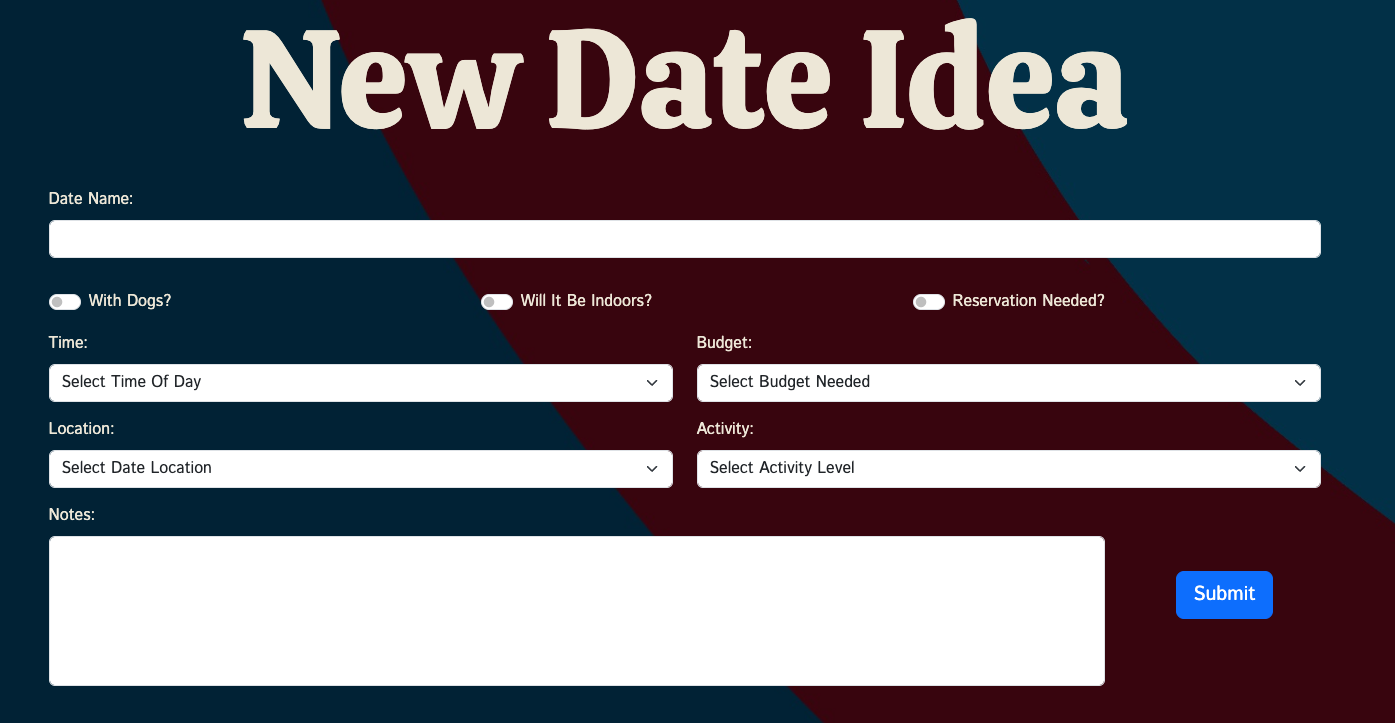 New Date Idea
Date Name:
With Dogs? Will It Be Indoors? Reservation Needed?
Time: Budget:
Select Time Of Day Select Budget Needed
Location: Activity:
Select Date Location Select Activity Level
Notes:
Submit